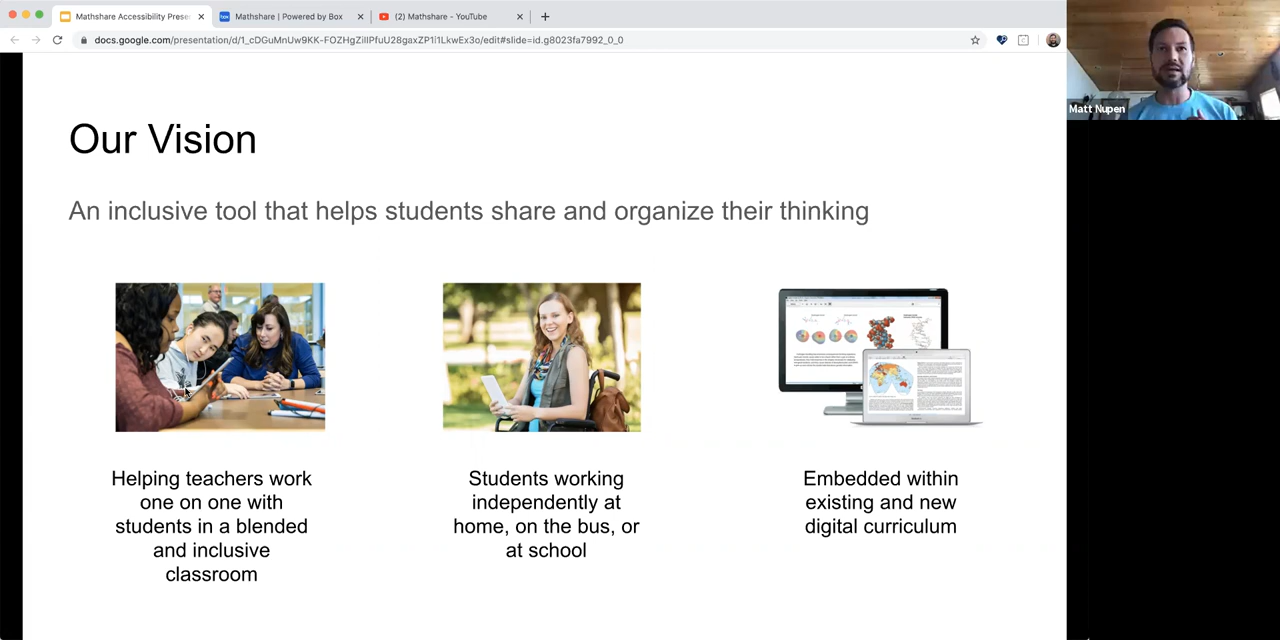 Mathshare Accessibility Prese
Mathshare | Powered by Box
(2) Mathshare - YouTube
docs.google.com/presentation/d/1_cDGuMnUw9KK-FOZHgZiIIPfuU28gaxZP1i1LkwEx3o/edit#slide=id.g8023fa7992_0_0
Matt Nupen
Our Vision
An inclusive tool that helps students share and organize their thinking
Helping teachers work
one on one with
students in a blended
and inclusive
classroom
Students working
independently at
home, on the bus, or
at school
Embedded within
existing and new
digital curriculum